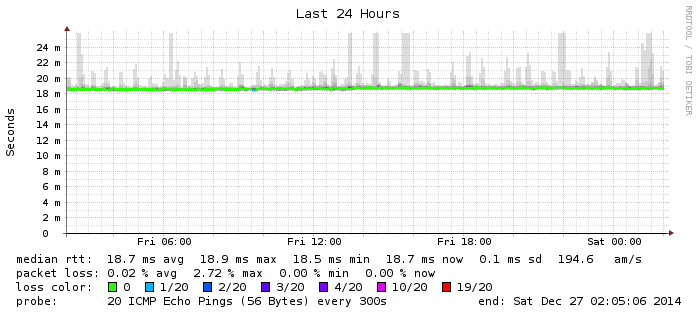 Last 24 Hours
RRDTOOL / TOBI OETIKER
Seconds
24 m
22 m
20 m
18 m
16 m
14 m
12 m
10 m
8 m
6 m
4 m
2 m
0
Fri 06:00 Fri 12:00 Fri 18:00 Sat 00:00
median rtt: 18.7 ms avg 18.9 ms max 18.5 ms min 18.7 ms now 0.1 ms sd 194.6 am/s
packet loss: 0.02 % avg 2.72 % max 0.00 % min 0.00 % now
loss color: 0 1/20 2/20 3/20 4/20 10/20 19/20
probe: 20 ICMP Echo Pings (56 Bytes) every 300s end: Sat Dec 27 02:05:06 2014